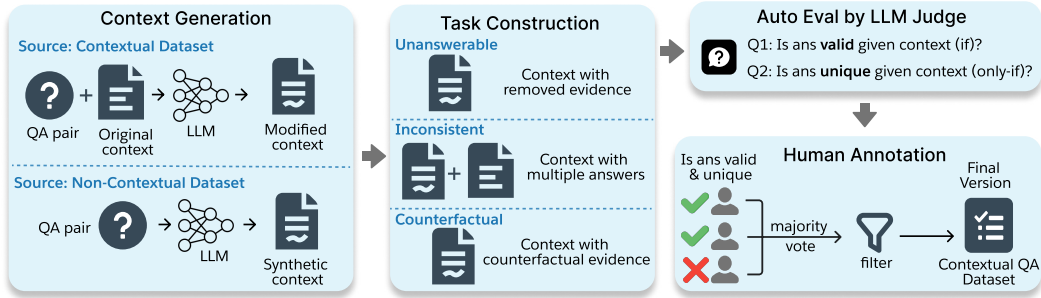 Context Generation
Source: Contextual Dataset
?
+
QA pair
Original
context
LLM
Modified
context
Source: Non-Contextual Dataset
QA pair
?
LLM
Synthetic
context
Task Construction
Unanswerable
Context with
removed evidence
Inconsistent
+
Context with
multiple answers
Counterfactual
Context with
counterfactual evidence
Auto Eval by LLM Judge
?
Q1: Is ans valid given context (if)?
Q2: Is ans unique given context (only-if)?
Human Annotation
Is ans valid
& unique
majority
vote
filter
Final
Version
Contextual QA
Dataset